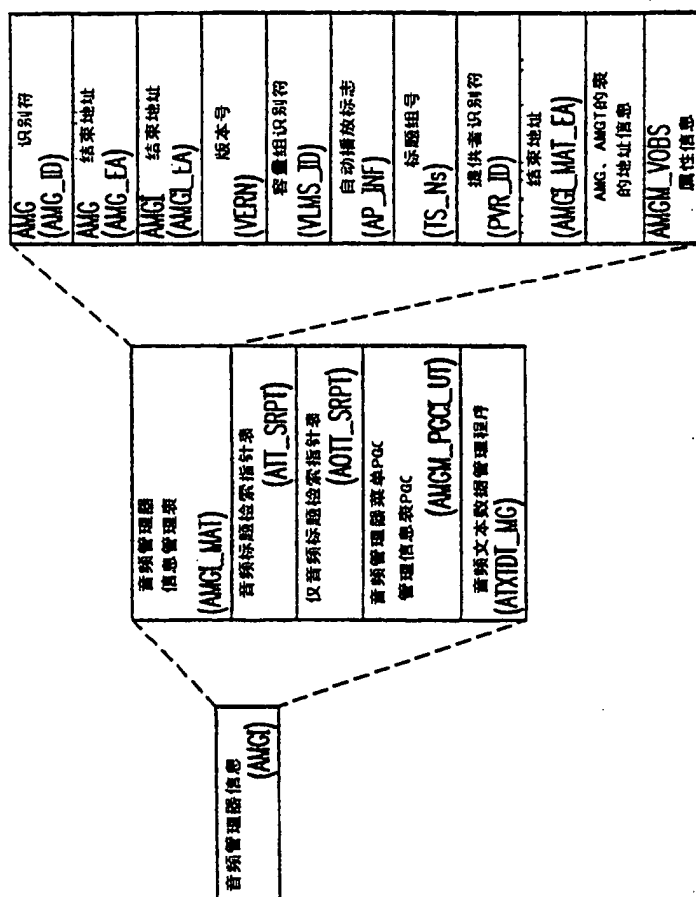 音频管理器信息
(AMGI)
音频管理器
信息管理表
(AMGI_MAT)
音频标题检索指针表
(ATT_SRPT)
仅音频标题检索指针表
(AOTT_SRPT)
音频管理器菜单PGC
管理信息表PGC
(AMGM_PGCI_UT)
音频文本数据管理程序
(ATXTDT_MG)
AMG 识别符
(AMG_ID)
AMG 结束地址
(AMG_EA)
AMGI 结束地址
(AMGI_EA)
版本号
(VERN)
容量组识别符
(VLMS_ID)
自动播放标志
(AP_INF)
标题组号
(TS_Ns)
提供者识别符
(PVR_ID)
结束地址
(AMGI_MAT_EA)
AMG、AMGT的表
的地址信息
AMGM_VOBS
属性信息